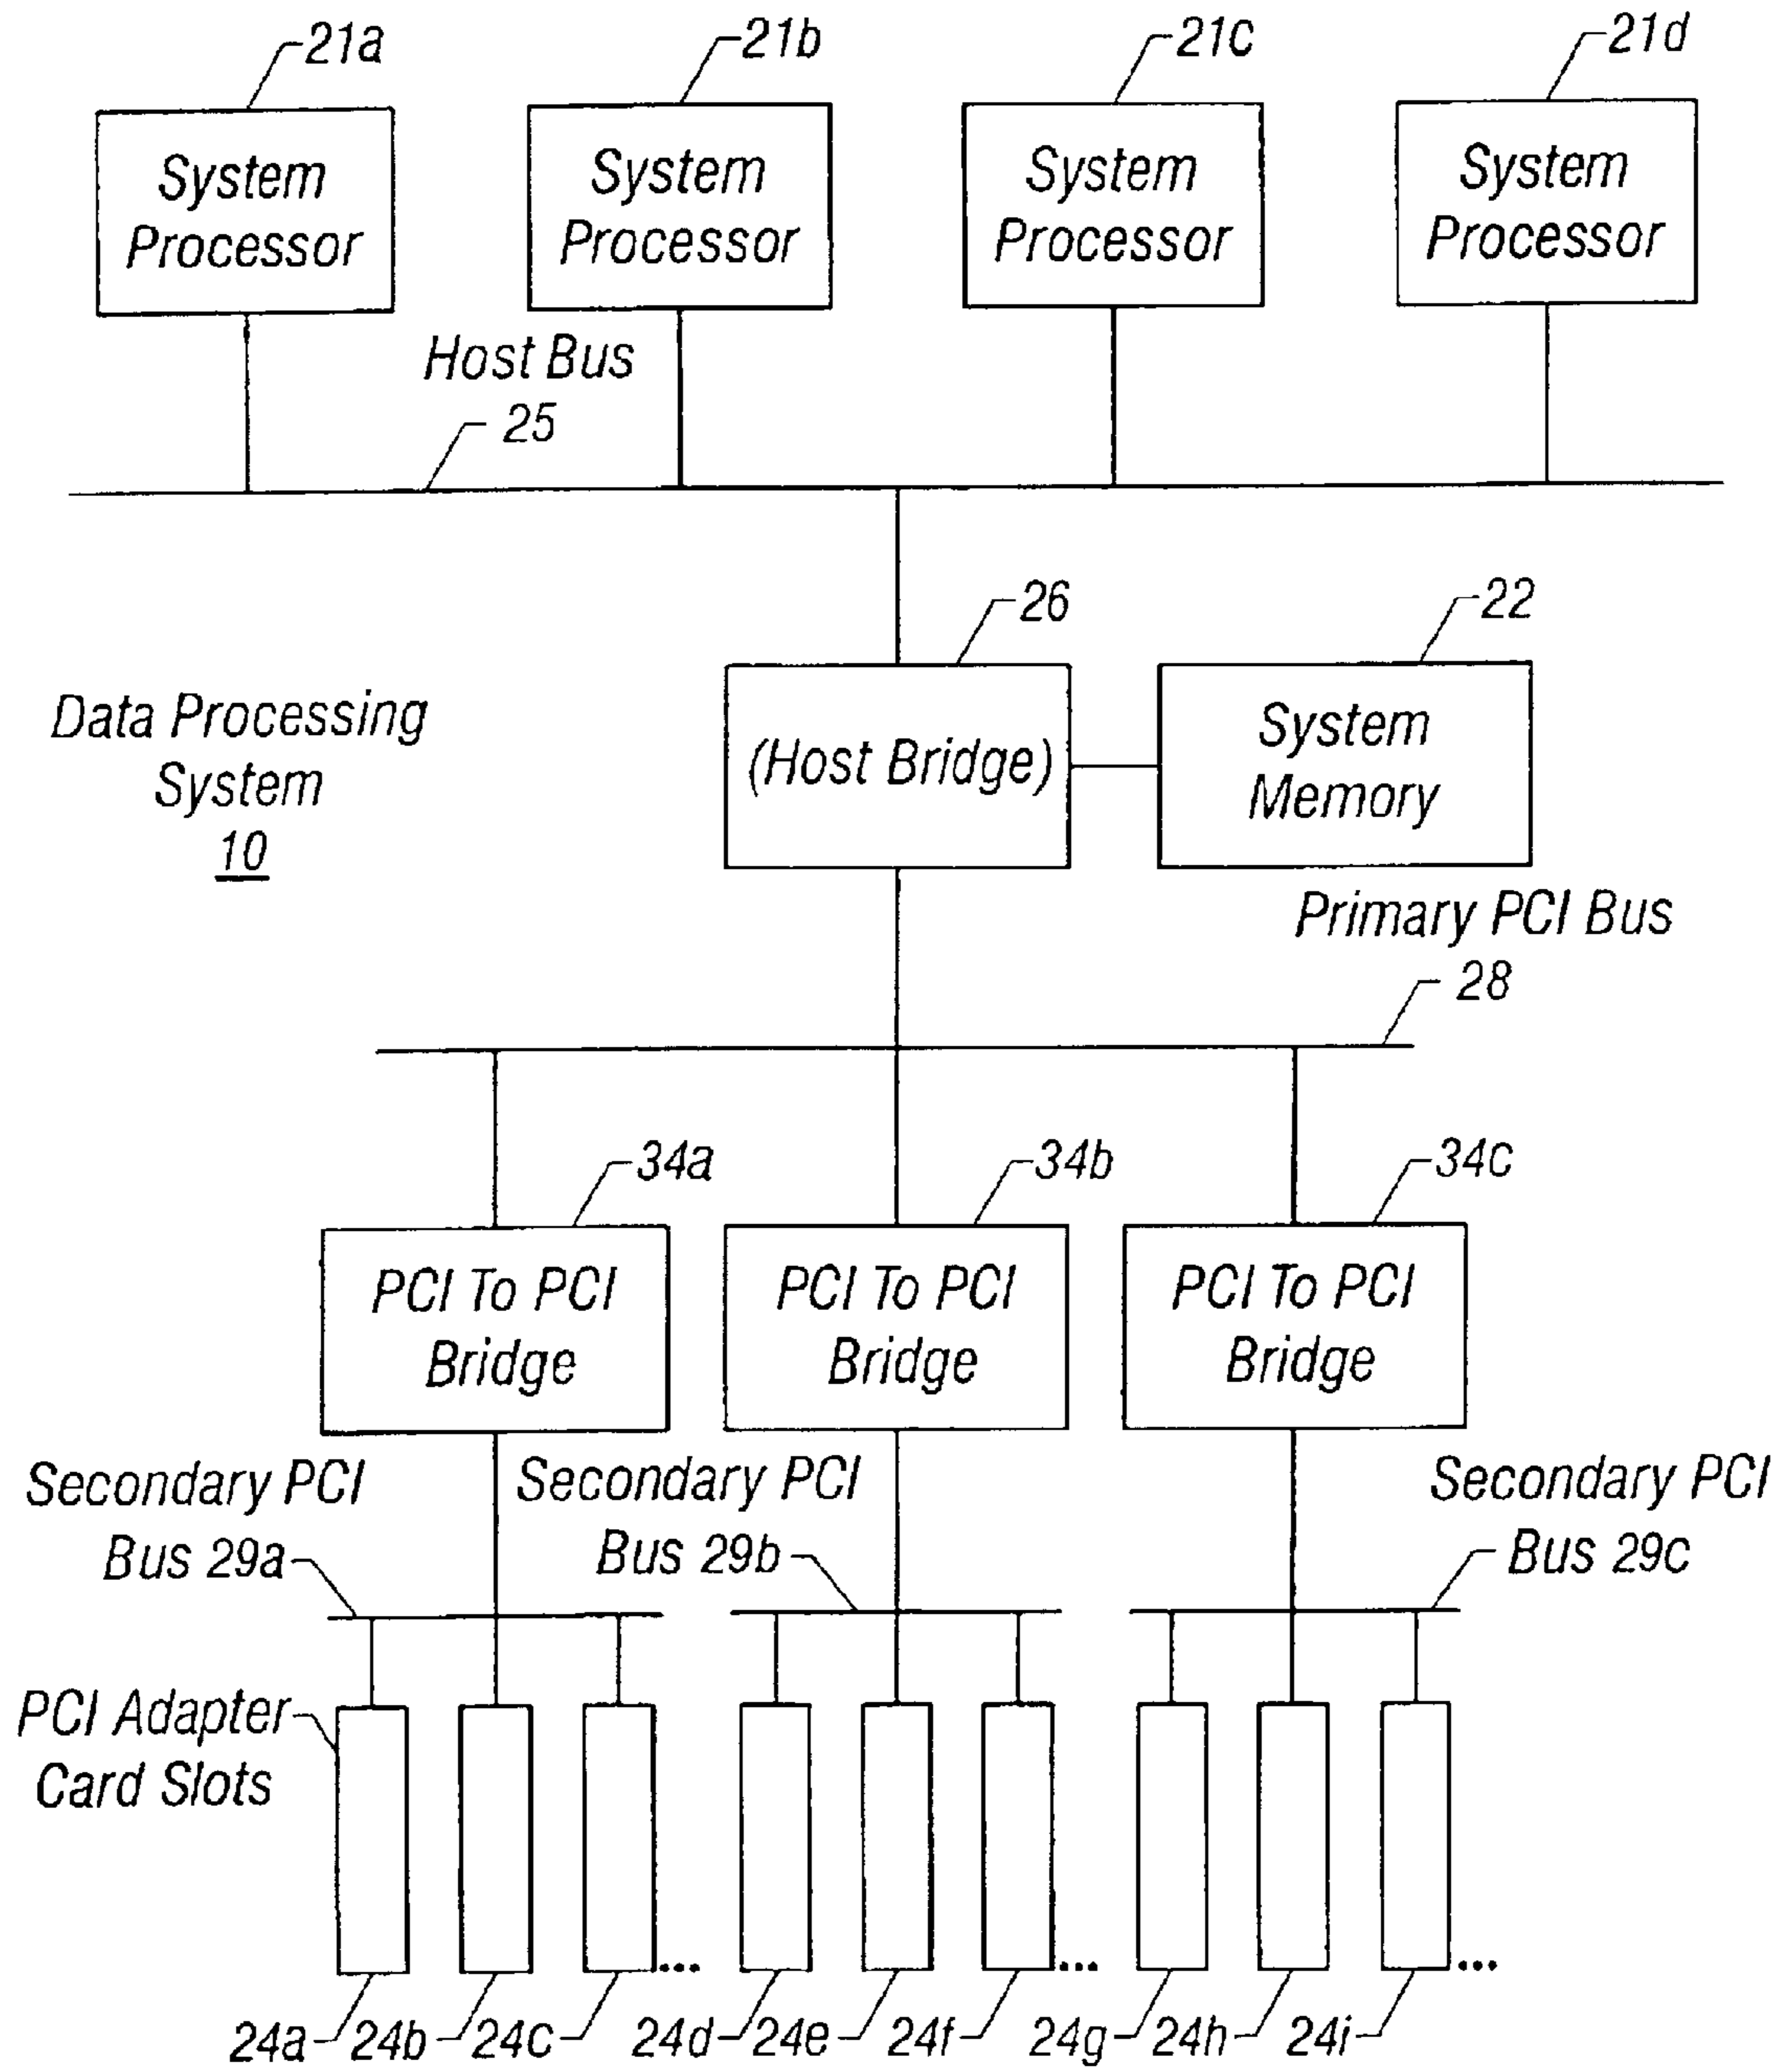 21a
21b
21c
21d
System
Processor
System
Processor
System
Processor
System
Processor
Host Bus
25
26
22
Data Processing
System
10
(Host Bridge)
System
Memory
Primary PCI Bus
28
34a
34b
34c
PCI To PCI
Bridge
PCI To PCI
Bridge
PCI To PCI
Bridge
Secondary PCI
Bus 29a
Secondary PCI
Bus 29b
Secondary PCI
Bus 29c
PCI Adapter
Card Slots
...
...
...
24a
24b
24c
24d
24e
24f
24g
24h
24i